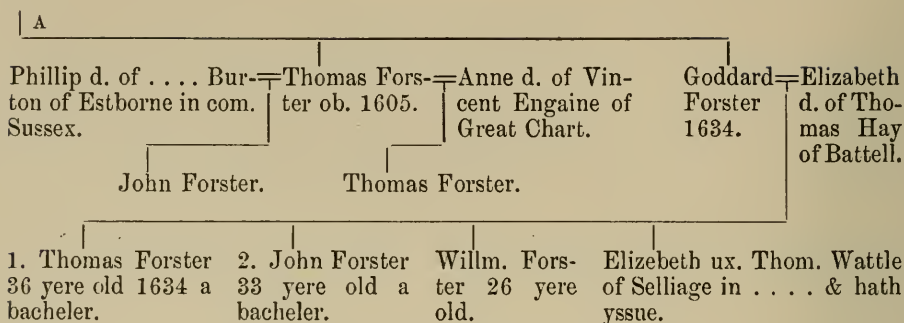 A
Phillip d. of . . . . Bur-
ton of Estborne in com.
Sussex.
Thomas Fors-
ter ob. 1605.
Anne d. of Vin-
cent Engaine of
Great Chart.
Goddard
Forster
1634.
Elizabeth
d. of Tho-
mas Hay
of Battell.
John Forster.
Thomas Forster.
1. Thomas Forster
36 yere old 1634 a
bacheler.
2. John Forster
33 yere old a
bacheler.
Willm. Fors-
ter 26 yere
old.
Elizebeth ux. Thom. Wattle
of Selliage in . . . . & hath
yssue.